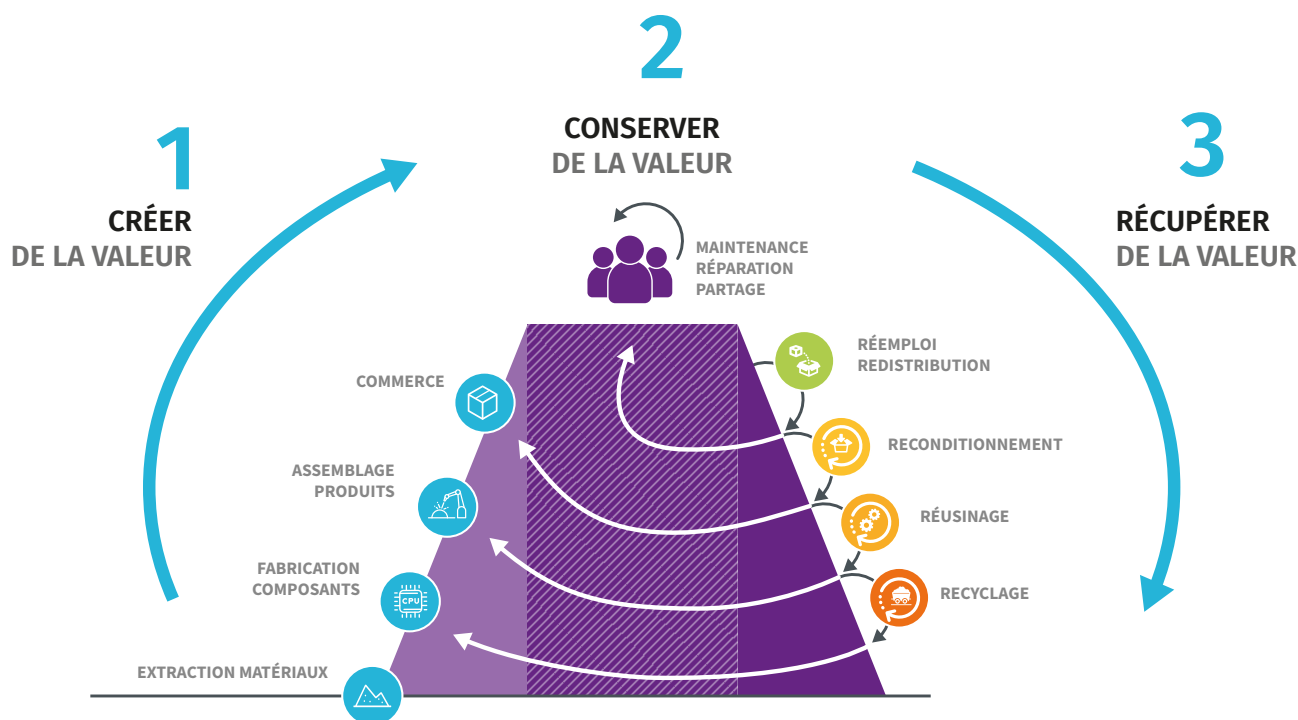 1
CRÉER
DE LA VALEUR
2
CONSERVER
DE LA VALEUR
3
RÉCUPÉRER
DE LA VALEUR
MAINTENANCE
RÉPARATION
PARTAGE
COMMERCE
ASSEMBLAGE
PRODUITS
FABRICATION
COMPOSANTS
CPU
EXTRACTION MATÉRIAUX
RÉEMPLOI
REDISTRIBUTION
RECONDITIONNEMENT
RÉUSINAGE
RECYCLAGE